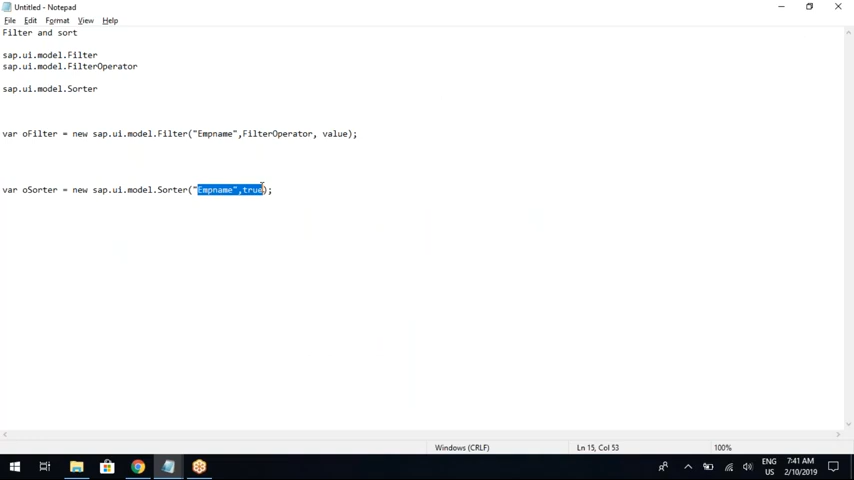 Untitled - Notepad
File Edit Format View Help
Filter and sort
sap.ui.model.Filter
sap.ui.model.FilterOperator
sap.ui.model.Sorter
var oFilter = new sap.ui.model.Filter("Empname",FilterOperator, value);
var oSorter = new sap.ui.model.Sorter("Empname",true);
Windows (CRLF) Ln 15, Col 53 100%
ENG 7:41 AM
US 2/10/2019